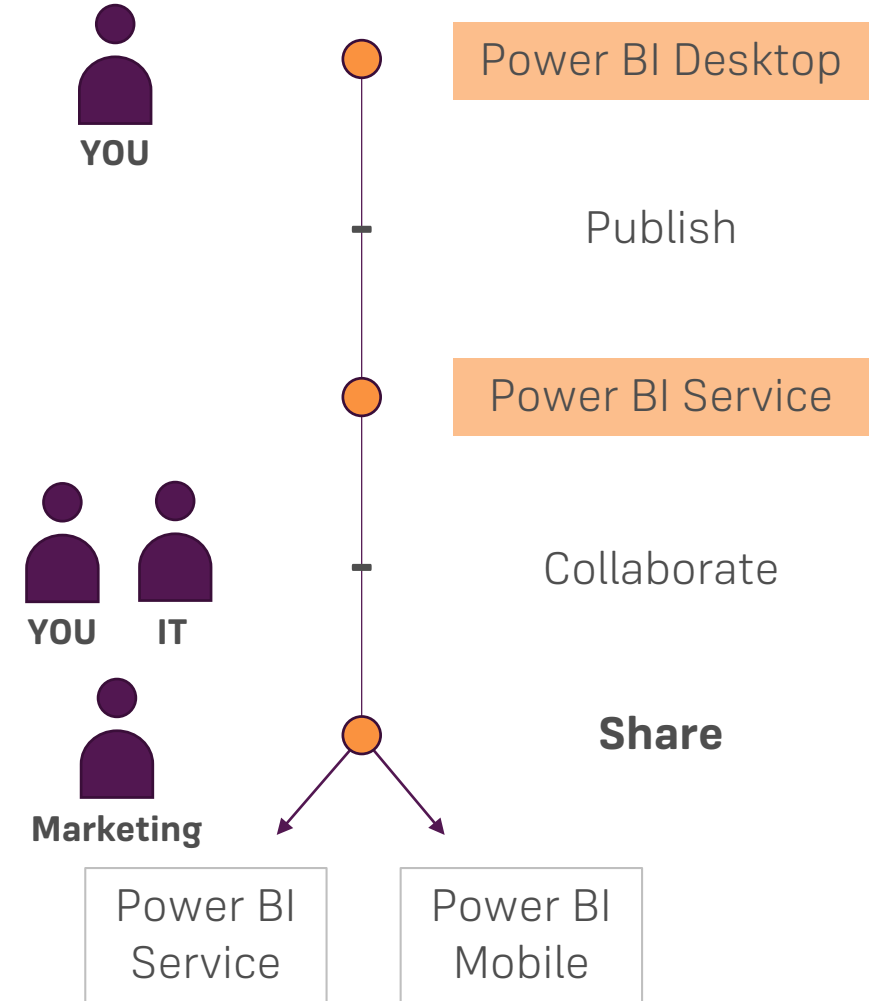 Power BI Desktop
YOU
Publish
Power BI Service
Collaborate
YOU IT
Share
Marketing
Power BI
Service
Power BI
Mobile